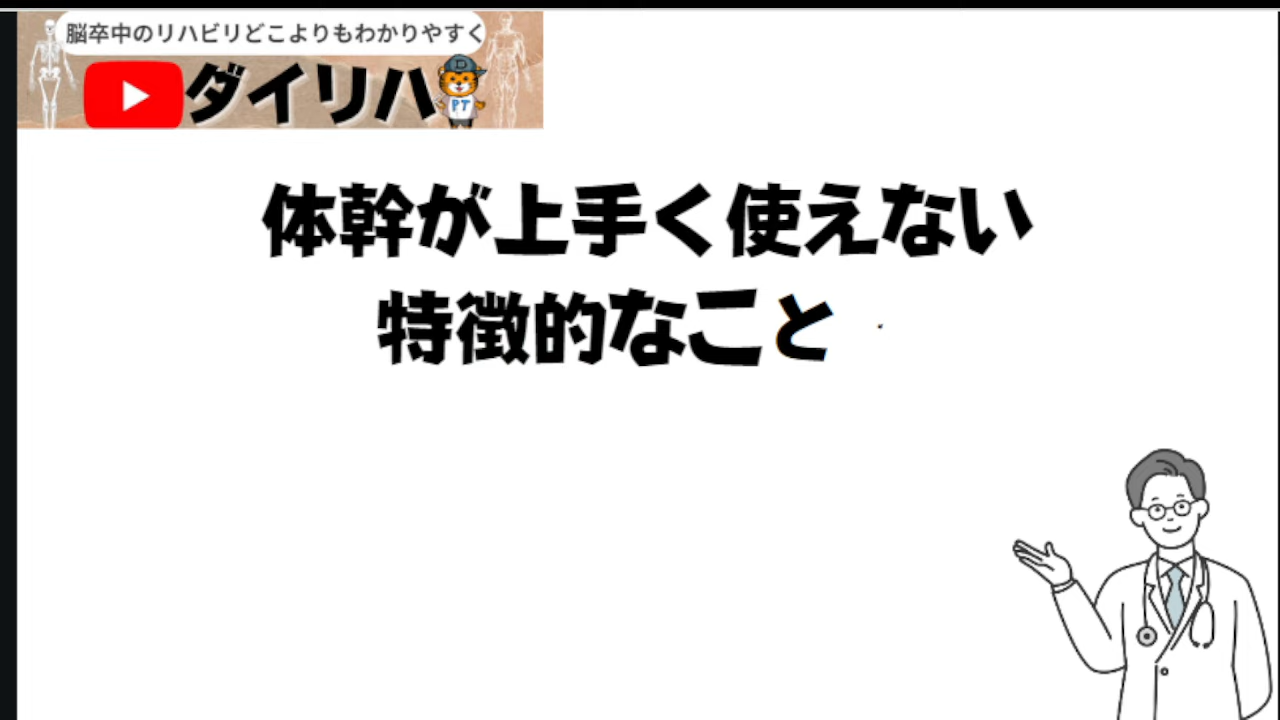 脳卒中のリハビリどこよりもわかりやすく
ダイリハ
PT
体幹が上手く使えない
特徴的なこと